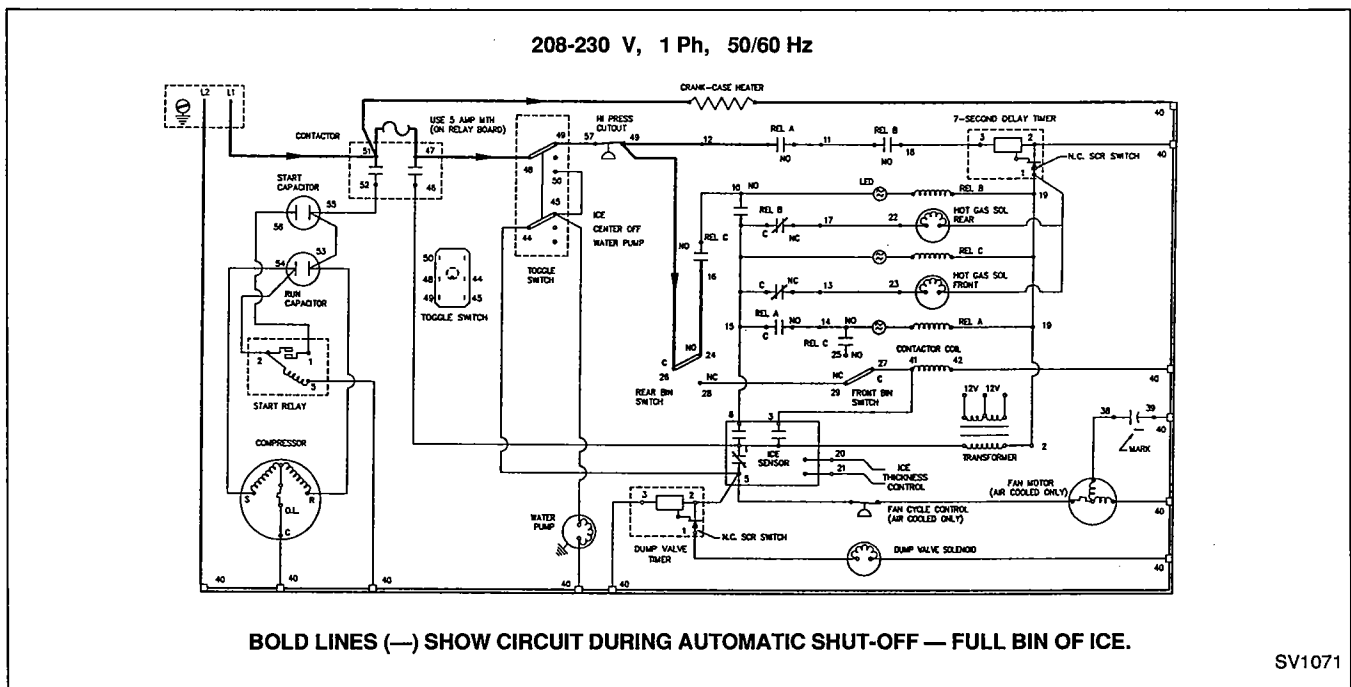 208-230 V, 1 Ph, 50/60 Hz
L2 L1
CRANK-CASE HEATER
40
USE 5 AMP MTH
(ON RELAY BOARD)
CONTACTOR
51
47
52
46
49
57
HI PRESS
CUTOUT
49
12
REL A
NO
11
REL B
NO
18
7-SECOND DELAY TIMER
3
2
1
N.C. SCR SWITCH
40
48
50
45
44
ICE
CENTER OFF
WATER PUMP
TOGGLE
SWITCH
START
CAPACITOR
55
56
54
53
RUN
CAPACITOR
50
48
44
49
45
TOGGLE SWITCH
10
NO
LED
REL B
19
REL B
C
NC
17
22
HOT GAS SOL
REAR
NO
REL C
16
REL C
C
NC
13
23
HOT GAS SOL
FRONT
15
REL A
C
NO
14
NO
REL A
19
REL C
25
NO
2
1
5
START RELAY
NO
24
C
26
REAR BIN
SWITCH
28
NC
29
27
C
FRONT BIN
SWITCH
CONTACTOR COIL
41
42
40
12V 12V
TRANSFORMER
2
38
39
40
MARK
6
3
1
5
ICE
SENSOR
20
21
ICE
THICKNESS
CONTROL
COMPRESSOR
S
R
O.L.
C
WATER
PUMP
3
2
1
N.C. SCR SWITCH
DUMP VALVE
TIMER
FAN CYCLE CONTROL
(AIR COOLED ONLY)
FAN MOTOR
(AIR COOLED ONLY)
40
DUMP VALVE SOLENOID
40
40
40
40
40
40
BOLD LINES (—) SHOW CIRCUIT DURING AUTOMATIC SHUT-OFF — FULL BIN OF ICE.
SV1071